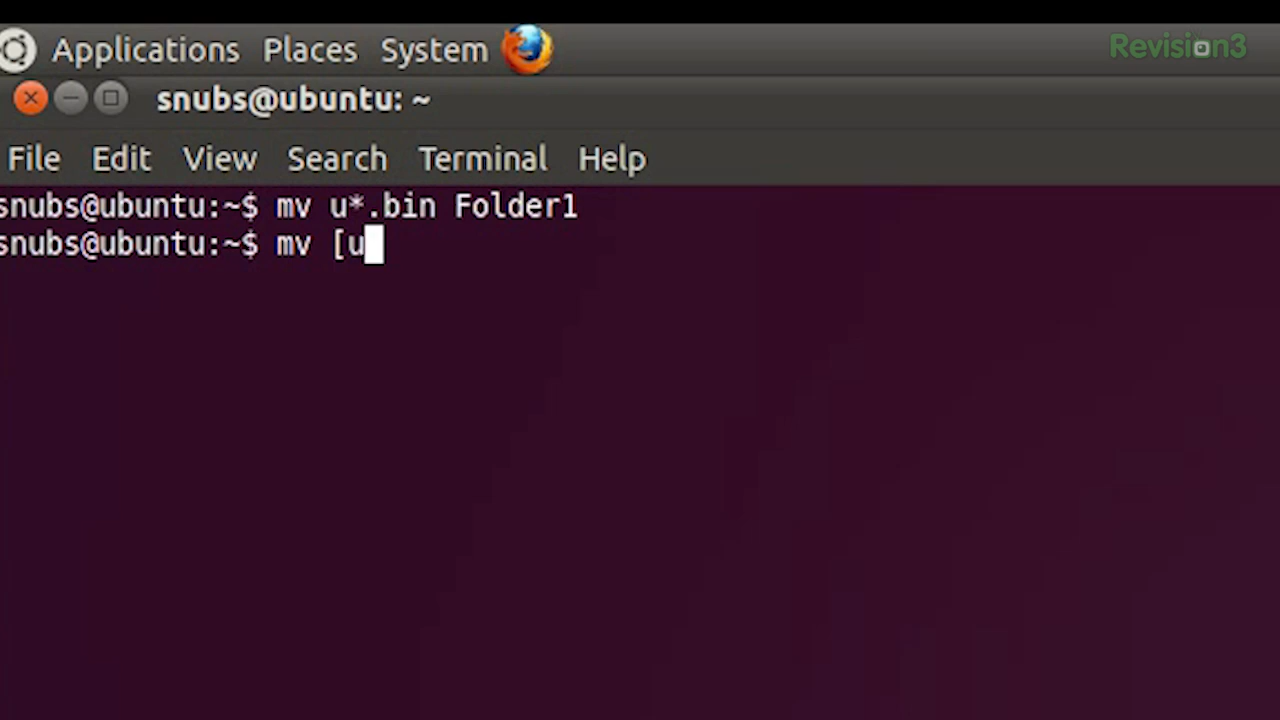 Applications Places System
Revision3
snubs@ubuntu: ~
File Edit View Search Terminal Help
snubs@ubuntu:~$ mv u*.bin Folder1
snubs@ubuntu:~$ mv [u